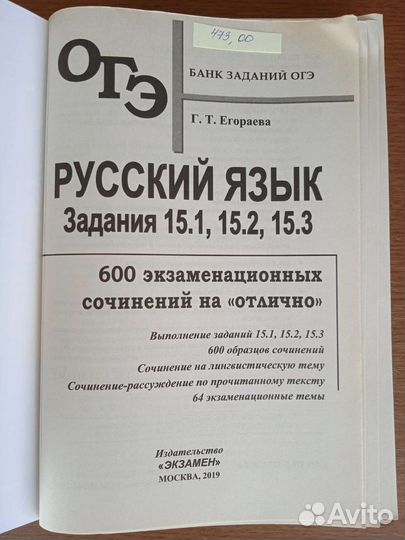 473,00
ОГЭ
БАНК ЗАДАНИЙ ОГЭ
Г. Т. Егораева
РУССКИЙ ЯЗЫК
Задания 15.1, 15.2, 15.3
600 экзаменационных
сочинений на «отлично»
Выполнение заданий 15.1, 15.2, 15.3
600 образцов сочинений
Сочинение на лингвистическую тему
Сочинение-рассуждение по прочитанному тексту
64 экзаменационные темы
Издательство
«ЭКЗАМЕН»
МОСКВА, 2019
Avito